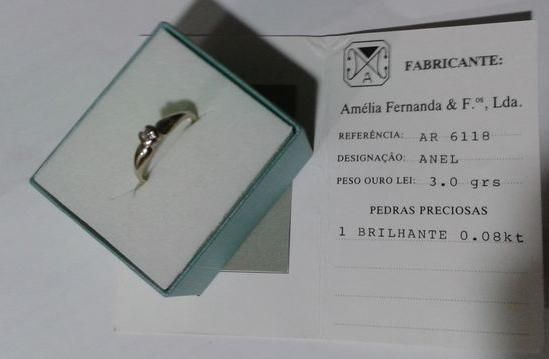 A
FABRICANTE:
Amélia Fernanda & F.ᵒˢ, Lda.
REFERÊNCIA: AR 6118
DESIGNAÇÃO: ANEL
PESO OURO LEI: 3.0 grs
PEDRAS PRECIOSAS
1 BRILHANTE 0.08kt